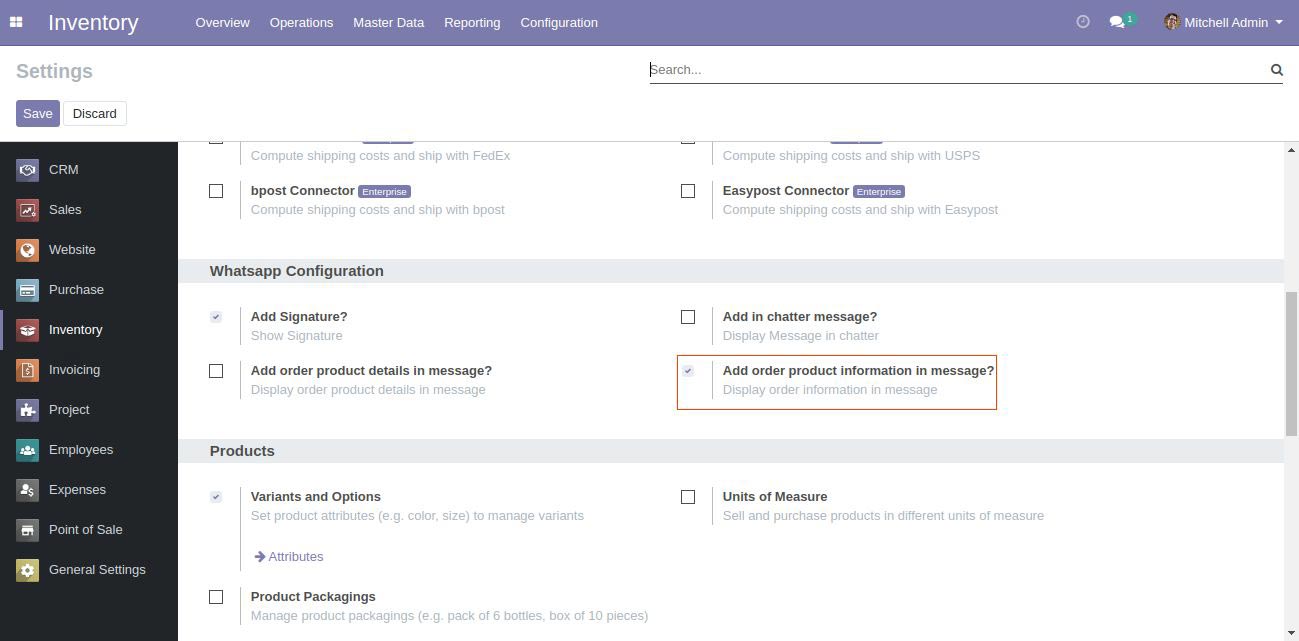 Inventory Overview Operations Master Data Reporting Configuration 1 Mitchell Admin
Settings
Search...
Save Discard
CRM
Sales
Website
Purchase
Inventory
Invoicing
Project
Employees
Expenses
Point of Sale
General Settings
Compute shipping costs and ship with FedEx
Compute shipping costs and ship with USPS
bpost Connector Enterprise
Compute shipping costs and ship with bpost
Easypost Connector Enterprise
Compute shipping costs and ship with Easypost
Whatsapp Configuration
Add Signature?
Show Signature
Add in chatter message?
Display Message in chatter
Add order product details in message?
Display order product details in message
Add order product information in message?
Display order information in message
Products
Variants and Options
Set product attributes (e.g. color, size) to manage variants
Attributes
Units of Measure
Sell and purchase products in different units of measure
Product Packagings
Manage product packagings (e.g. pack of 6 bottles, box of 10 pieces)